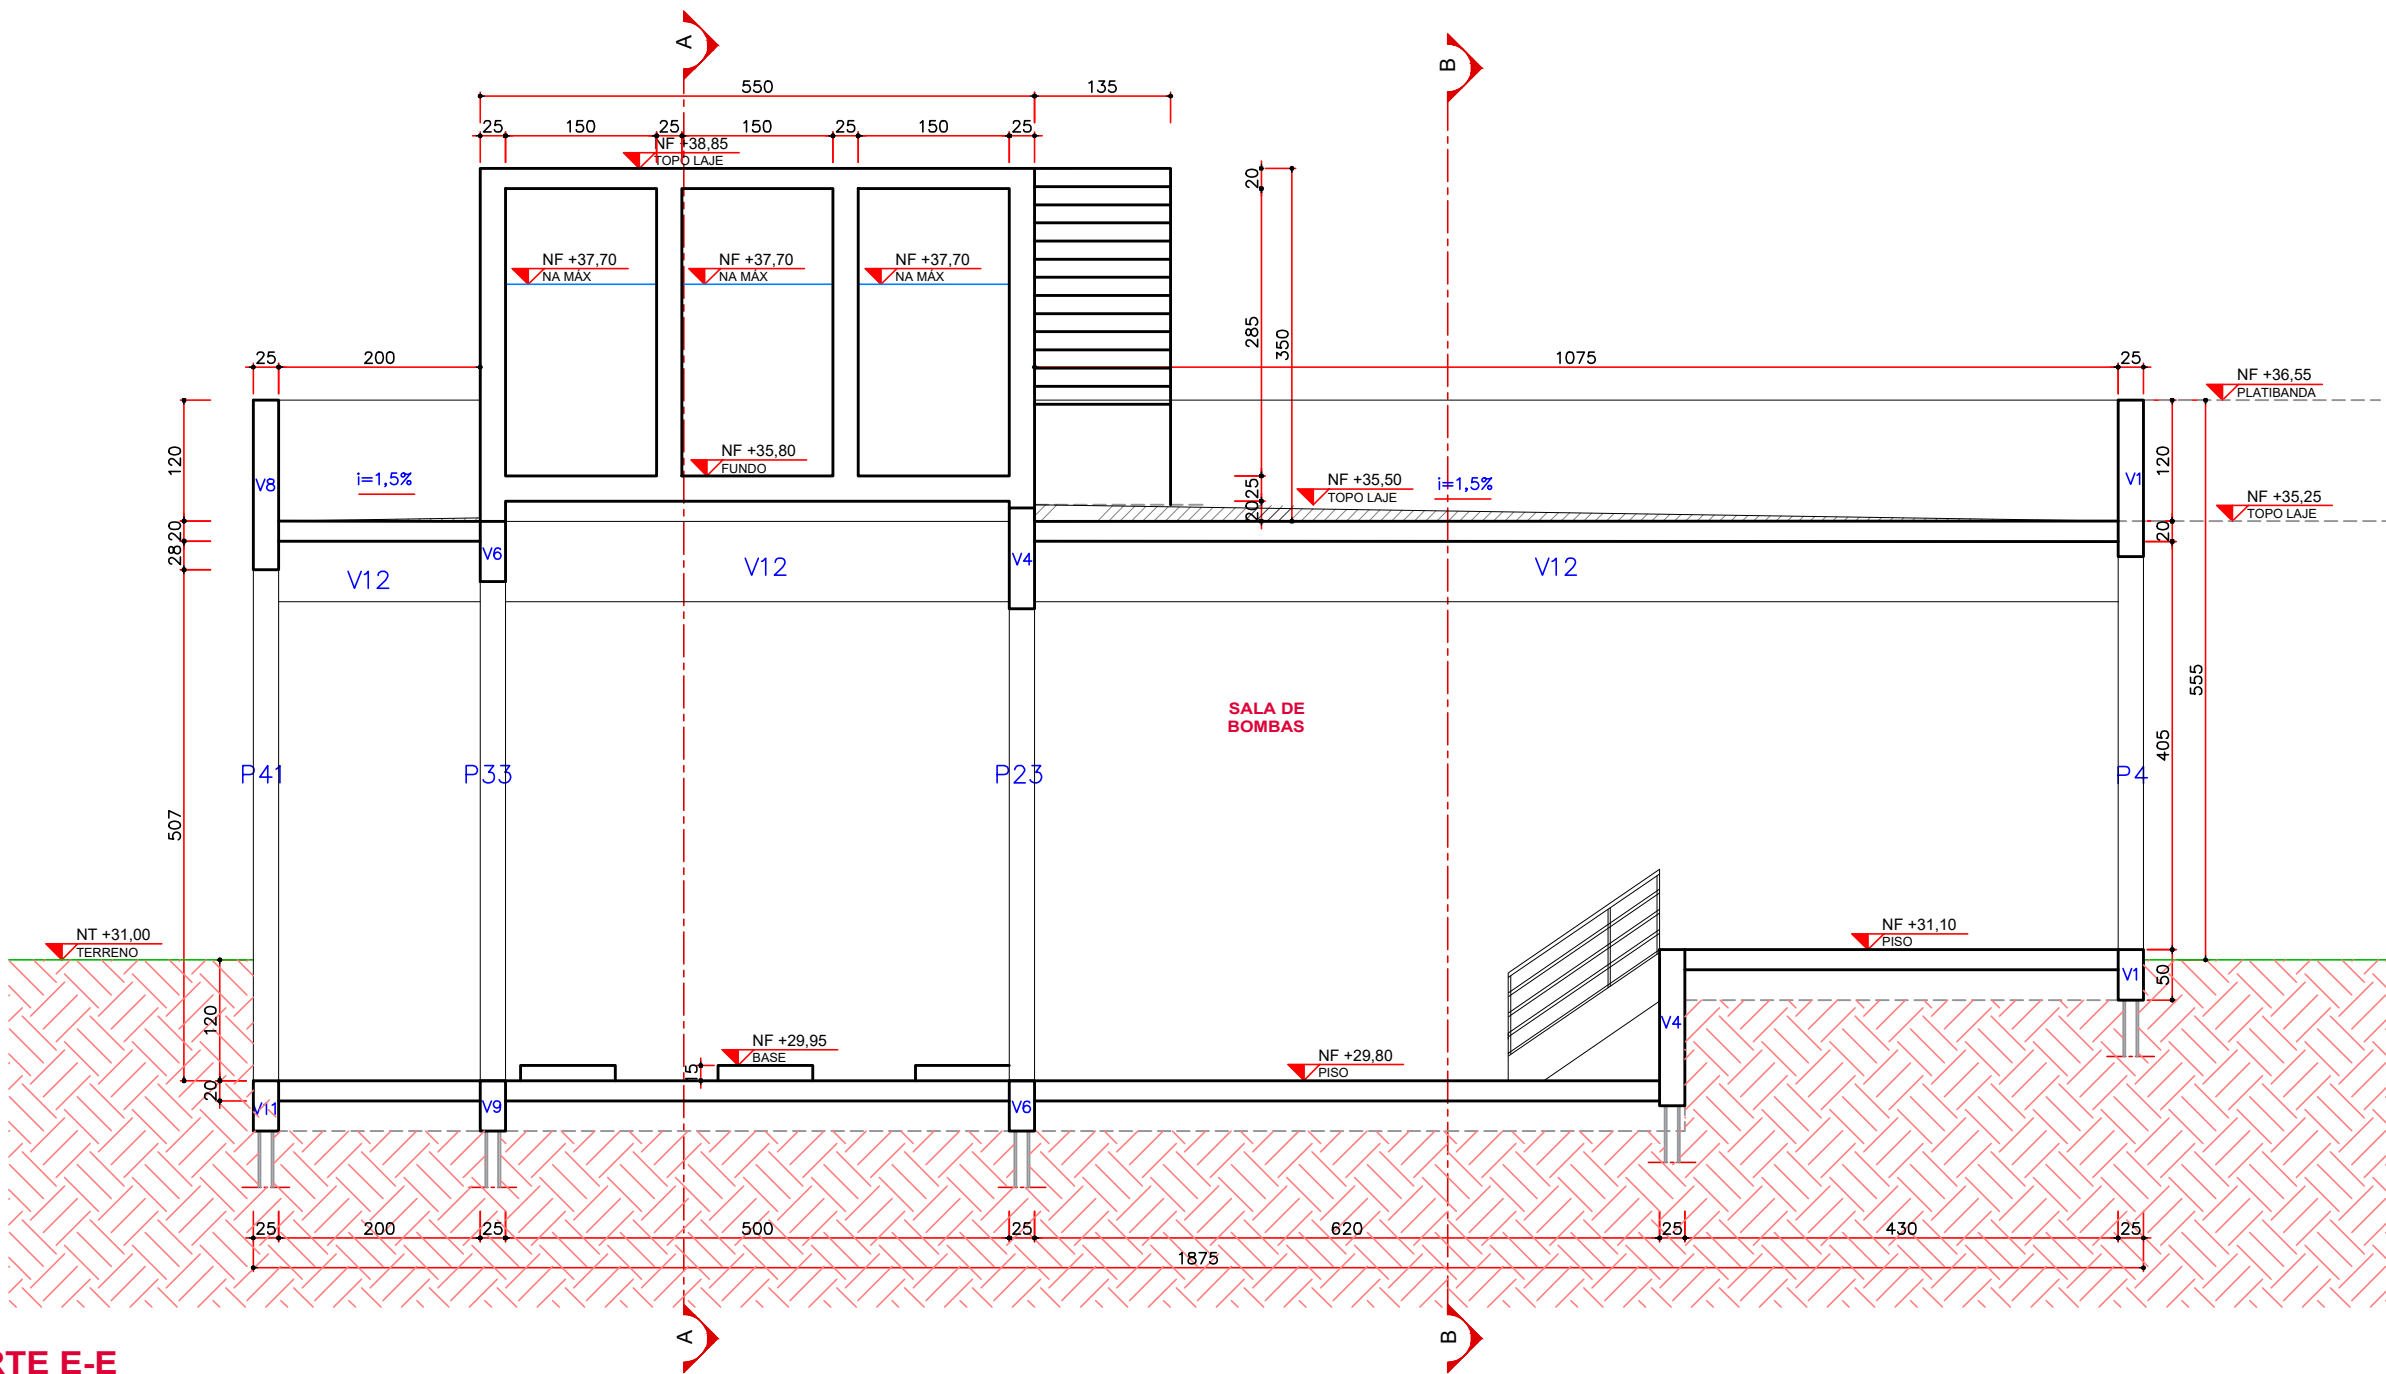 A
B
550
135
25
150
25
150
25
150
25
NF +38,85
TOPO LAJE
20
NF +37,70
NA MÁX
NF +37,70
NA MÁX
NF +37,70
NA MÁX
285
350
25
200
1075
25
NF +36,55
PLATIBANDA
120
NF +35,80
FUNDO
120
V8
i=1,5%
NF +35,50
TOPO LAJE
i=1,5%
V1
25
NF +35,25
TOPO LAJE
20
20
20
28
V6
V4
V12
V12
V12
555
SALA DE
BOMBAS
405
P41
P33
P23
P4
507
NT +31,00
TERRENO
NF +31,10
PISO
V1
50
120
V4
NF +29,95
BASE
NF +29,80
PISO
15
20
V11
V9
V6
25
200
25
500
25
620
25
430
25
1875
A
B
RTE E-E